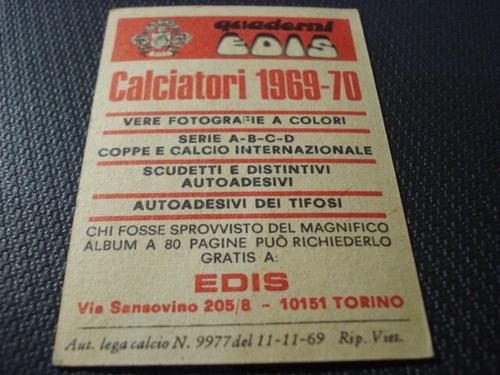 quaderni
EDIS
EDIS
Calciatori 1969-70
VERE FOTOGRAFIE A COLORI
SERIE A-B-C-D
COPPE E CALCIO INTERNAZIONALE
SCUDETTI E DISTINTIVI
AUTOADESIVI
AUTOADESIVI DEI TIFOSI
CHI FOSSE SPROVVISTO DEL MAGNIFICO
ALBUM A 80 PAGINE PUÒ RICHIEDERLO
GRATIS A:
EDIS
Via Sansovino 205/8 - 10151 TORINO
Aut. lega calcio N. 9977 del 11-11-69 Rip. Viet.